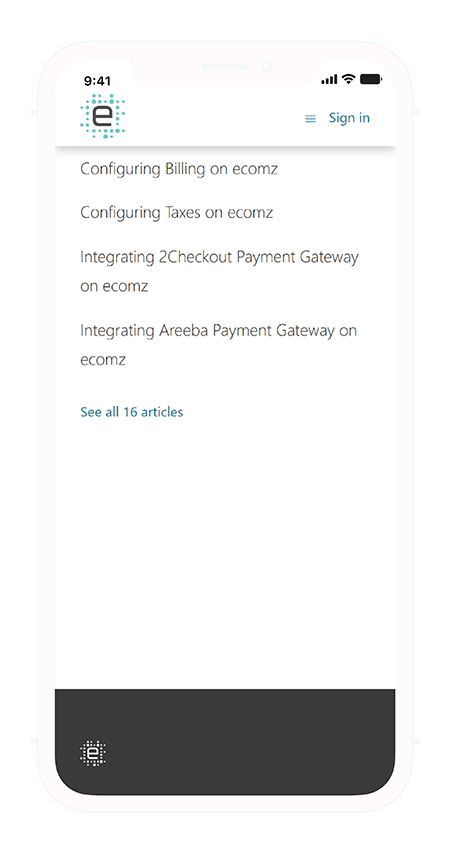 9:41
e
Sign in
Configuring Billing on ecomz
Configuring Taxes on ecomz
Integrating 2Checkout Payment Gateway
on ecomz
Integrating Areeba Payment Gateway on
ecomz
See all 16 articles
e